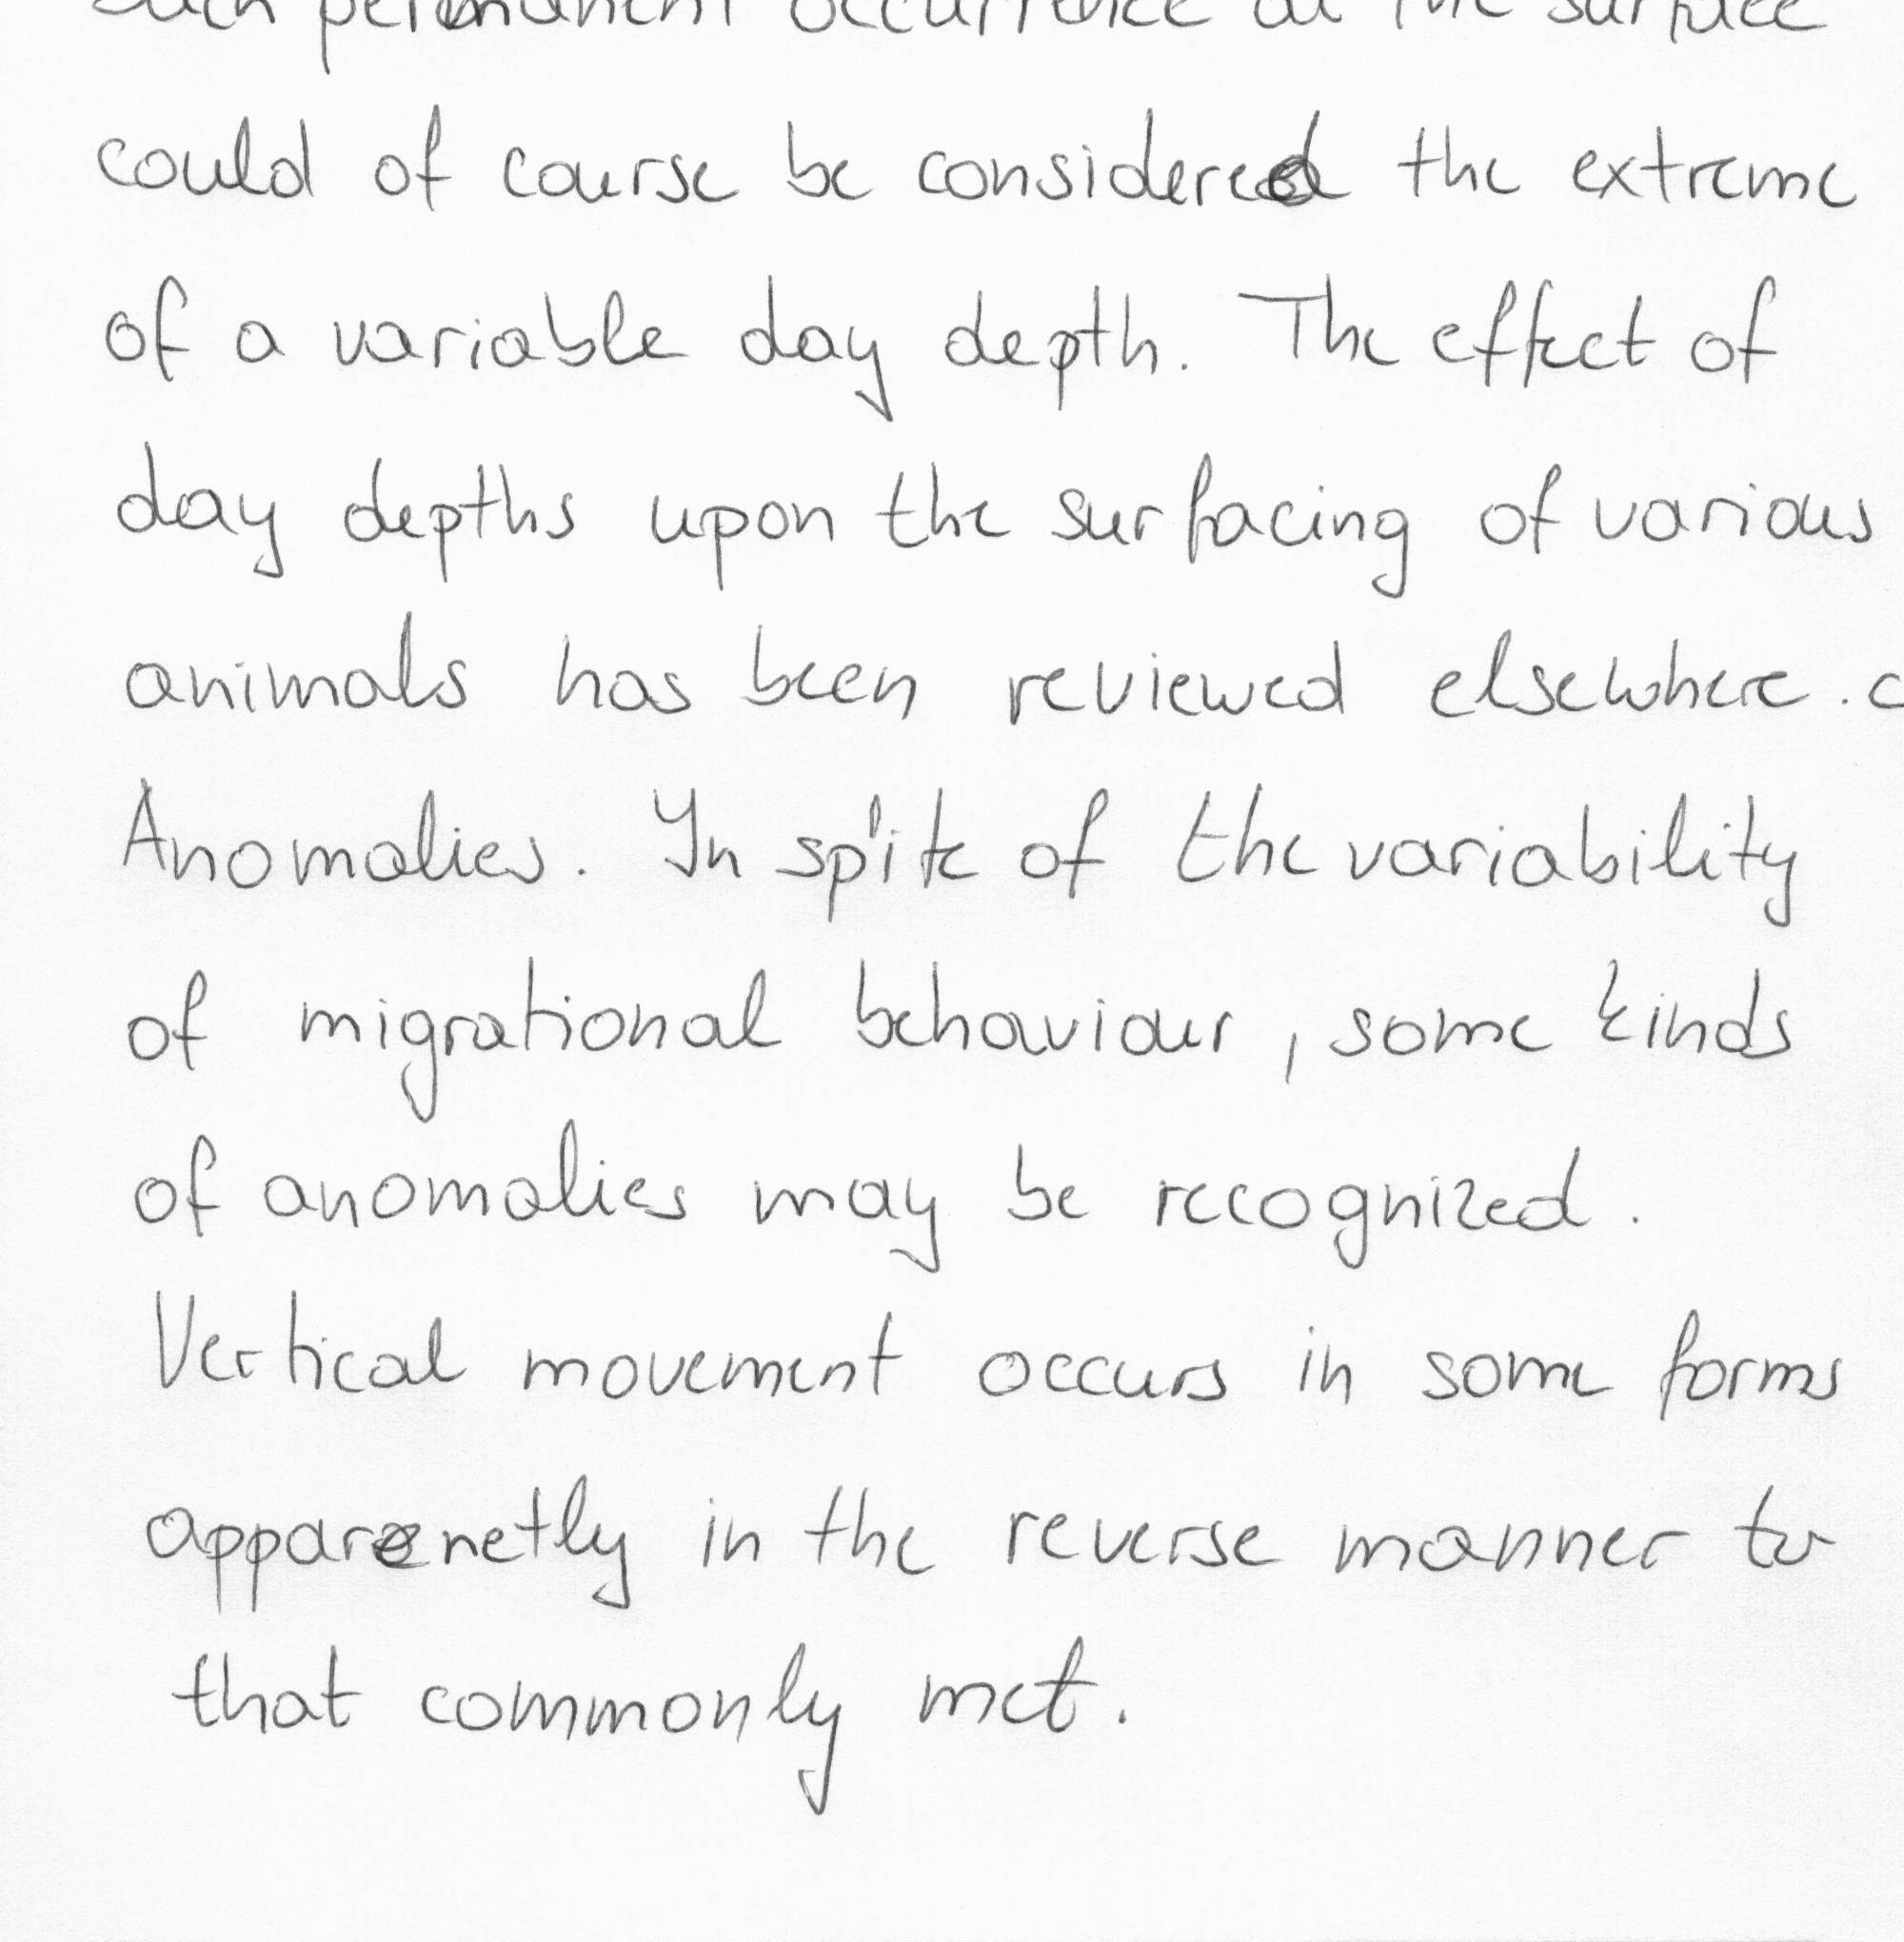 Such permanent occurrence at the surface
could of course be considered the extreme
of a variable day depth. The effect of
day depths upon the surfacing of various
animals has been reviewed elsewhere. c
Anomalies. In spite of the variability
of migrational behaviour, some kinds
of anomalies may be recognized.
Vertical movement occurs in some forms
apparenetly in the reverse manner to
that commonly met.